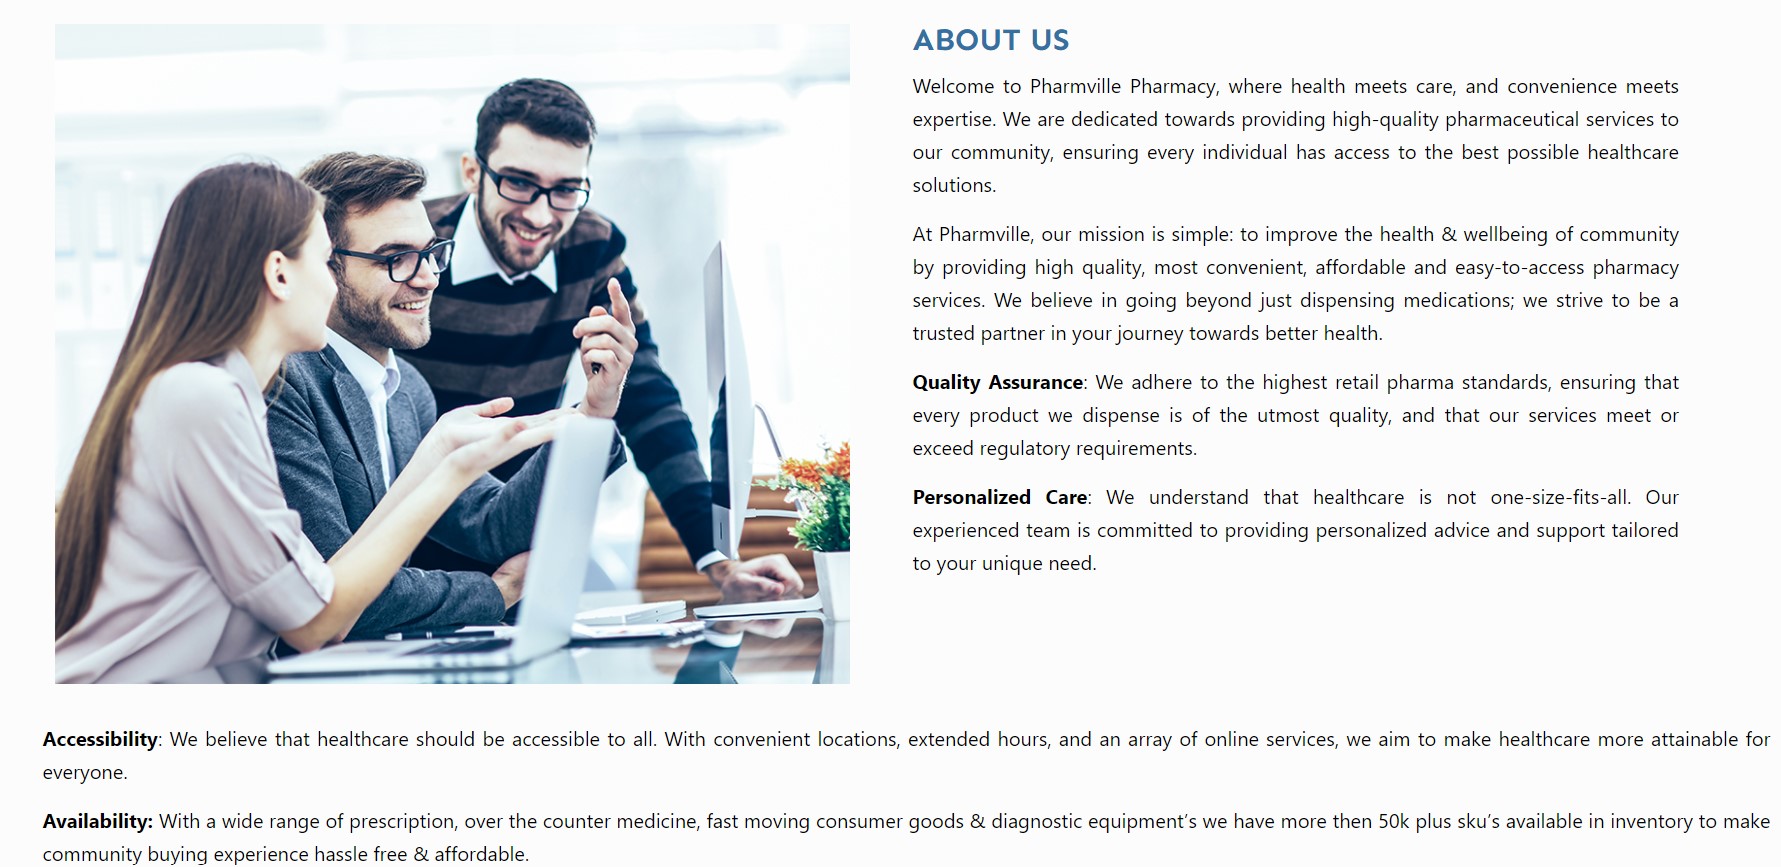 ABOUT US
Welcome to Pharmville Pharmacy, where health meets care, and convenience meets
expertise. We are dedicated towards providing high-quality pharmaceutical services to
our community, ensuring every individual has access to the best possible healthcare
solutions.
At Pharmville, our mission is simple: to improve the health & wellbeing of community
by providing high quality, most convenient, affordable and easy-to-access pharmacy
services. We believe in going beyond just dispensing medications; we strive to be a
trusted partner in your journey towards better health.
Quality Assurance: We adhere to the highest retail pharma standards, ensuring that
every product we dispense is of the utmost quality, and that our services meet or
exceed regulatory requirements.
Personalized Care: We understand that healthcare is not one-size-fits-all. Our
experienced team is committed to providing personalized advice and support tailored
to your unique need.
Accessibility: We believe that healthcare should be accessible to all. With convenient locations, extended hours, and an array of online services, we aim to make healthcare more attainable for
everyone.
Availability: With a wide range of prescription, over the counter medicine, fast moving consumer goods & diagnostic equipment’s we have more then 50k plus sku’s available in inventory to make
community buying experience hassle free & affordable.